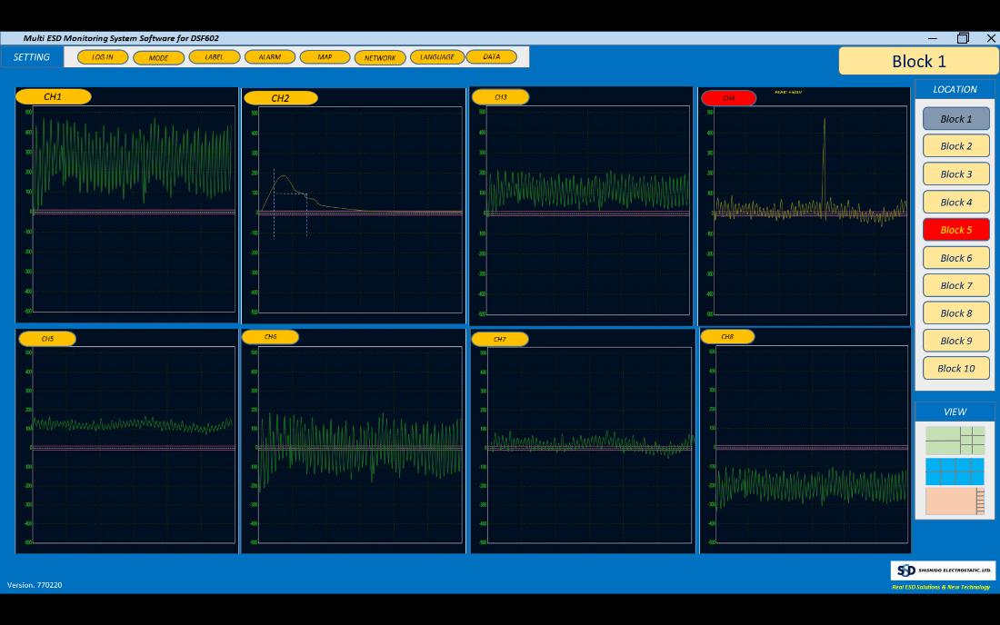 Multi ESD Monitoring System Software for DSF602
SETTING
LOG IN
MODE
LABEL
ALARM
MAP
NETWORK
LANGUAGE
DATA
Block 1
CH1
CH2
CH3
CH4
500
400
300
200
100
0
-100
-200
-300
-400
-500
500
400
300
200
100
0
-100
-200
-300
-400
-500
500
400
300
200
100
0
-100
-200
-300
-400
-500
500
400
300
200
100
0
-100
-200
-300
-400
-500
CH5
CH6
CH7
CH8
500
400
300
200
100
0
-100
-200
-300
-400
-500
500
400
300
200
100
0
-100
-200
-300
-400
-500
500
400
300
200
100
0
-100
-200
-300
-400
-500
500
400
300
200
100
0
-100
-200
-300
-400
-500
LOCATION
Block 1
Block 2
Block 3
Block 4
Block 5
Block 6
Block 7
Block 8
Block 9
Block 10
VIEW
SSD SHISHIDO ELECTROSTATIC, LTD.
Real ESD Solutions & New Technology
Version. 770220